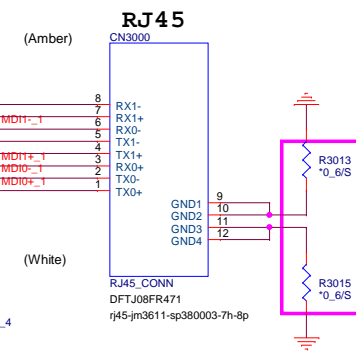 RJ45
(Amber)
CN3000
8
RX1-
7
RX1+
MDI1-_1
6
RX0-
5
TX1-
4
TX1+
MDI1+_1
3
RX0+
MDI0-_1
2
TX0-
MDI0+_1
1
TX0+
R3013
*0_6/S
9
GND1
10
GND2
11
GND3
12
GND4
(White)
R3015
*0_6/S
RJ45_CONN
DFTJ08FR471
rj45-jm3611-sp380003-7h-8p
_4